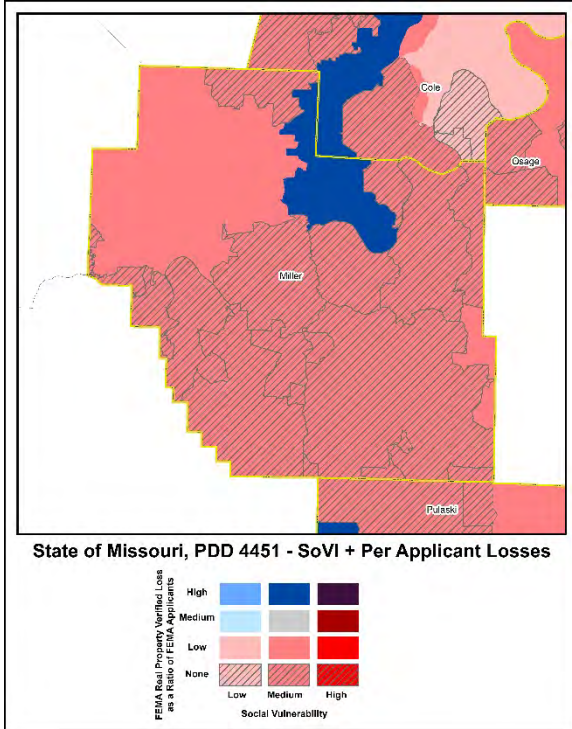 Cole
Osage
Miller
Pulaski
State of Missouri, PDD 4451 - SoVI + Per Applicant Losses
FEMA Real Property Verified Loss
as a Ratio of FEMA Applicants
High
Medium
Low
None
Low Medium High
Social Vulnerability